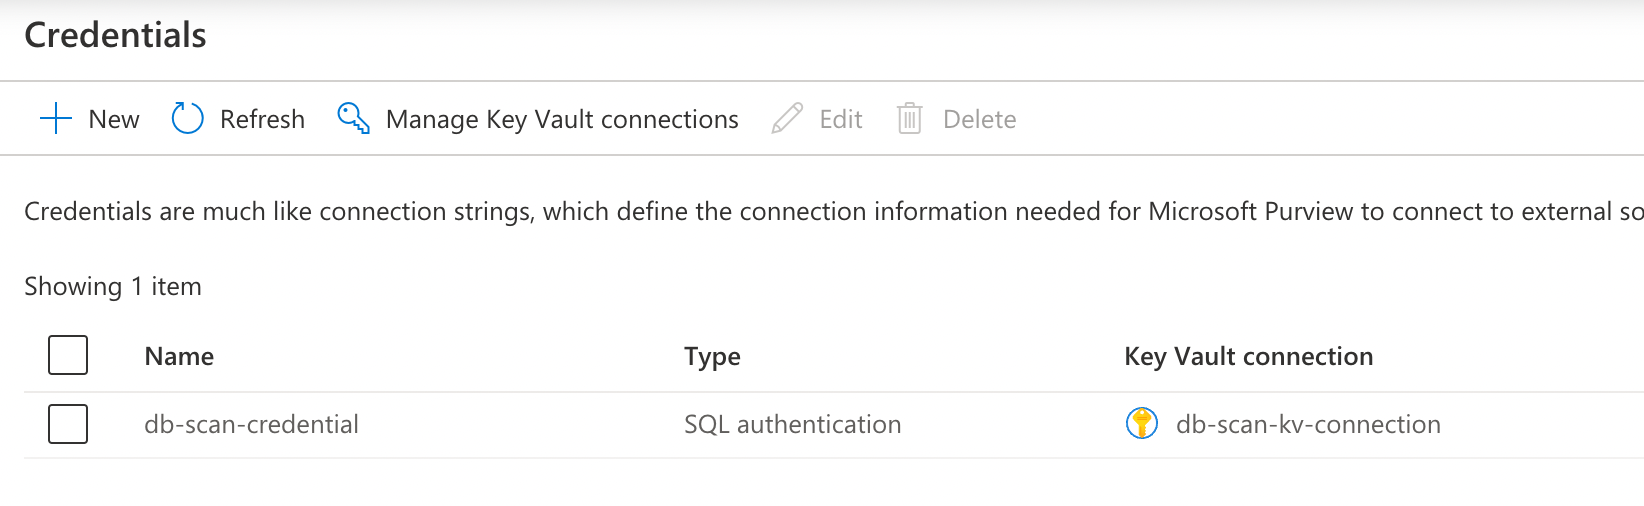 Credentials
New Refresh Manage Key Vault connections Edit Delete
Credentials are much like connection strings, which define the connection information needed for Microsoft Purview to connect to external
Showing 1 item
Name Type Key Vault connection
db-scan-credential SQL authentication db-scan-kv-connection